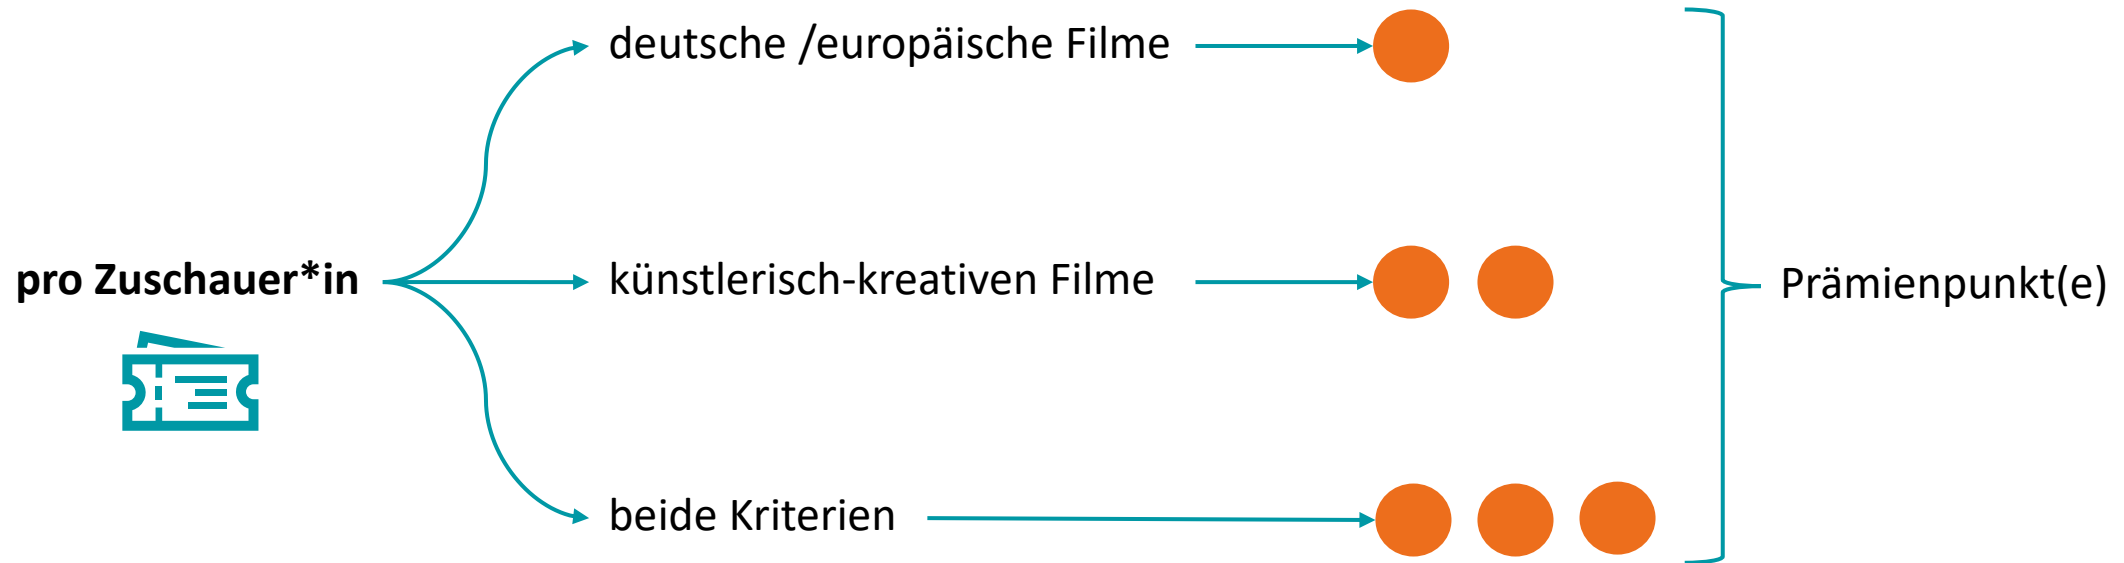 deutsche /europäische Filme
pro Zuschauer*in
künstlerisch-kreativen Filme
Prämienpunkt(e)
beide Kriterien